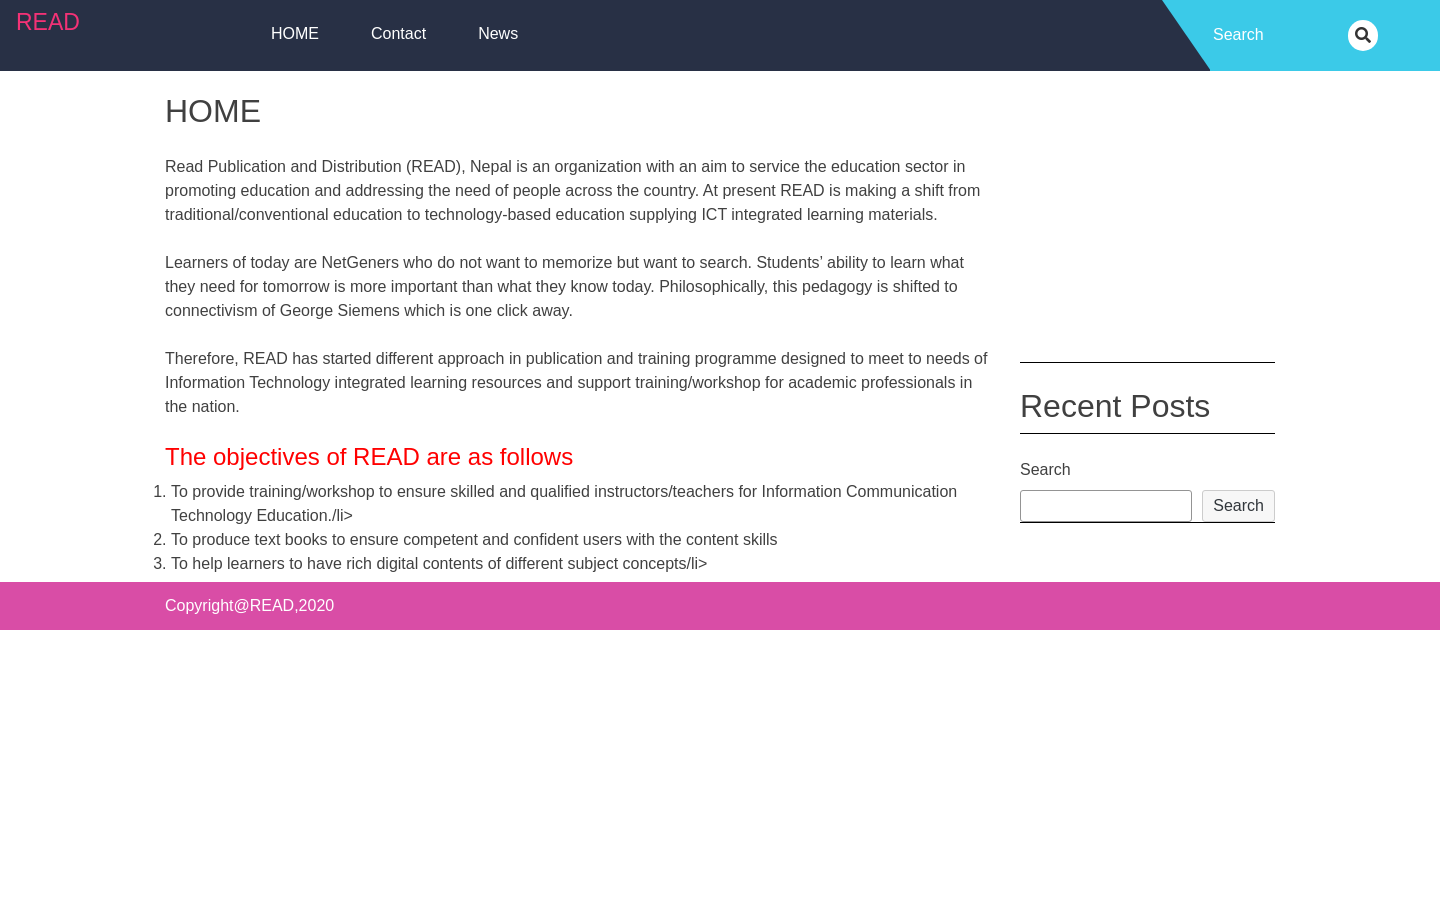 READ
HOME
Contact
News
Search
HOME
Read Publication and Distribution (READ), Nepal is an organization with an aim to service the education sector in
promoting education and addressing the need of people across the country. At present READ is making a shift from
traditional/conventional education to technology-based education supplying ICT integrated learning materials.
Learners of today are NetGeners who do not want to memorize but want to search. Students’ ability to learn what
they need for tomorrow is more important than what they know today. Philosophically, this pedagogy is shifted to
connectivism of George Siemens which is one click away.
Therefore, READ has started different approach in publication and training programme designed to meet to needs of
Information Technology integrated learning resources and support training/workshop for academic professionals in
the nation.
The objectives of READ are as follows
1. To provide training/workshop to ensure skilled and qualified instructors/teachers for Information Communication
Technology Education./li>
2. To produce text books to ensure competent and confident users with the content skills
3. To help learners to have rich digital contents of different subject concepts/li>
Recent Posts
Search
Search
Copyright@READ,2020